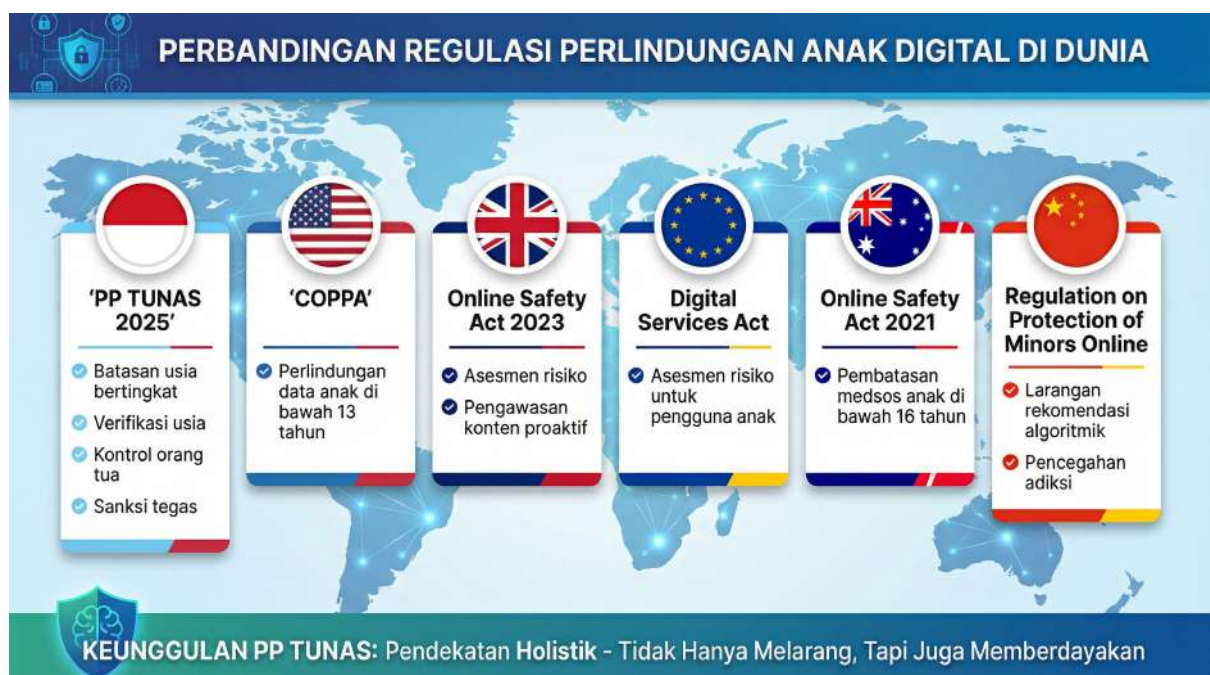 PERBANDINGAN REGULASI PERLINDUNGAN ANAK DIGITAL DI DUNIA
'PP TUNAS
2025'
Batasan usia
bertingkat
Verifikasi usia
Kontrol orang
tua
Sanksi tegas
'COPPA'
Perlindungan
data anak di
bawah 13
tahun
Online Safety
Act 2023
Asesmen risiko
Pengawasan
konten proaktif
Digital
Services Act
Asesmen risiko
untuk
pengguna anak
Online Safety
Act 2021
Pembatasan
medsos anak di
bawah 16 tahun
Regulation on
Protection of
Minors Online
Larangan
rekomendasi
algoritmik
Pencegahan
adiksi
KEUNGGULAN PP TUNAS: Pendekatan Holistik - Tidak Hanya Melarang, Tapi Juga Memberdayakan